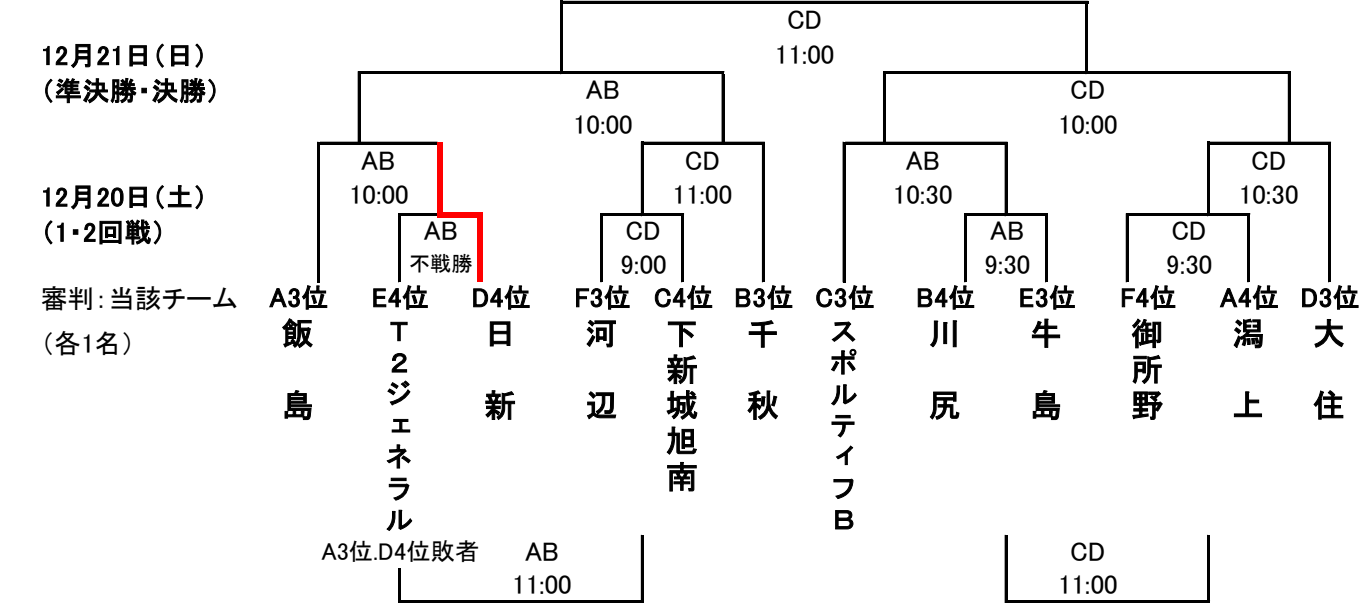 CD
11:00
12月21日（日）
（準決勝・決勝）
AB
10:00
CD
10:00
AB
10:00
CD
11:00
AB
10:30
CD
10:30
12月20日（土）
（1・2回戦）
AB
不戦勝
CD
9:00
AB
9:30
CD
9:30
審判：当該チーム
（各1名）
A3位
E4位
D4位
F3位
C4位
B3位
C3位
B4位
E3位
F4位
A4位
D3位
飯島
T2ジェネラル
日新
河辺
下新城旭南
千秋
スポルティフB
川尻
牛島
御所野
潟上
大住
A3位.D4位敗者
AB
11:00
CD
11:00